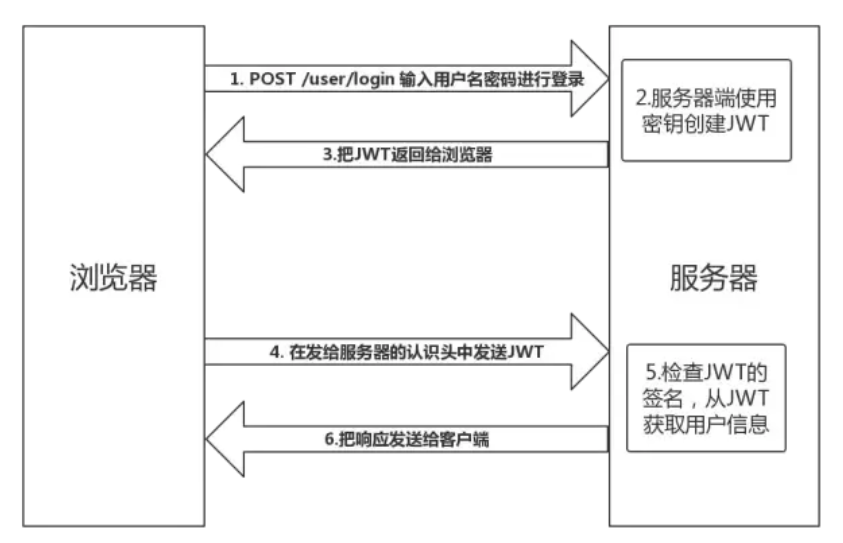 1. POST /user/login 输入用户名密码进行登录
2.服务器端使用
密钥创建JWT
3.把JWT返回给浏览器
浏览器
服务器
4. 在发给服务器的认识头中发送JWT
5.检查JWT的
签名，从JWT
获取用户信息
6.把响应发送给客户端